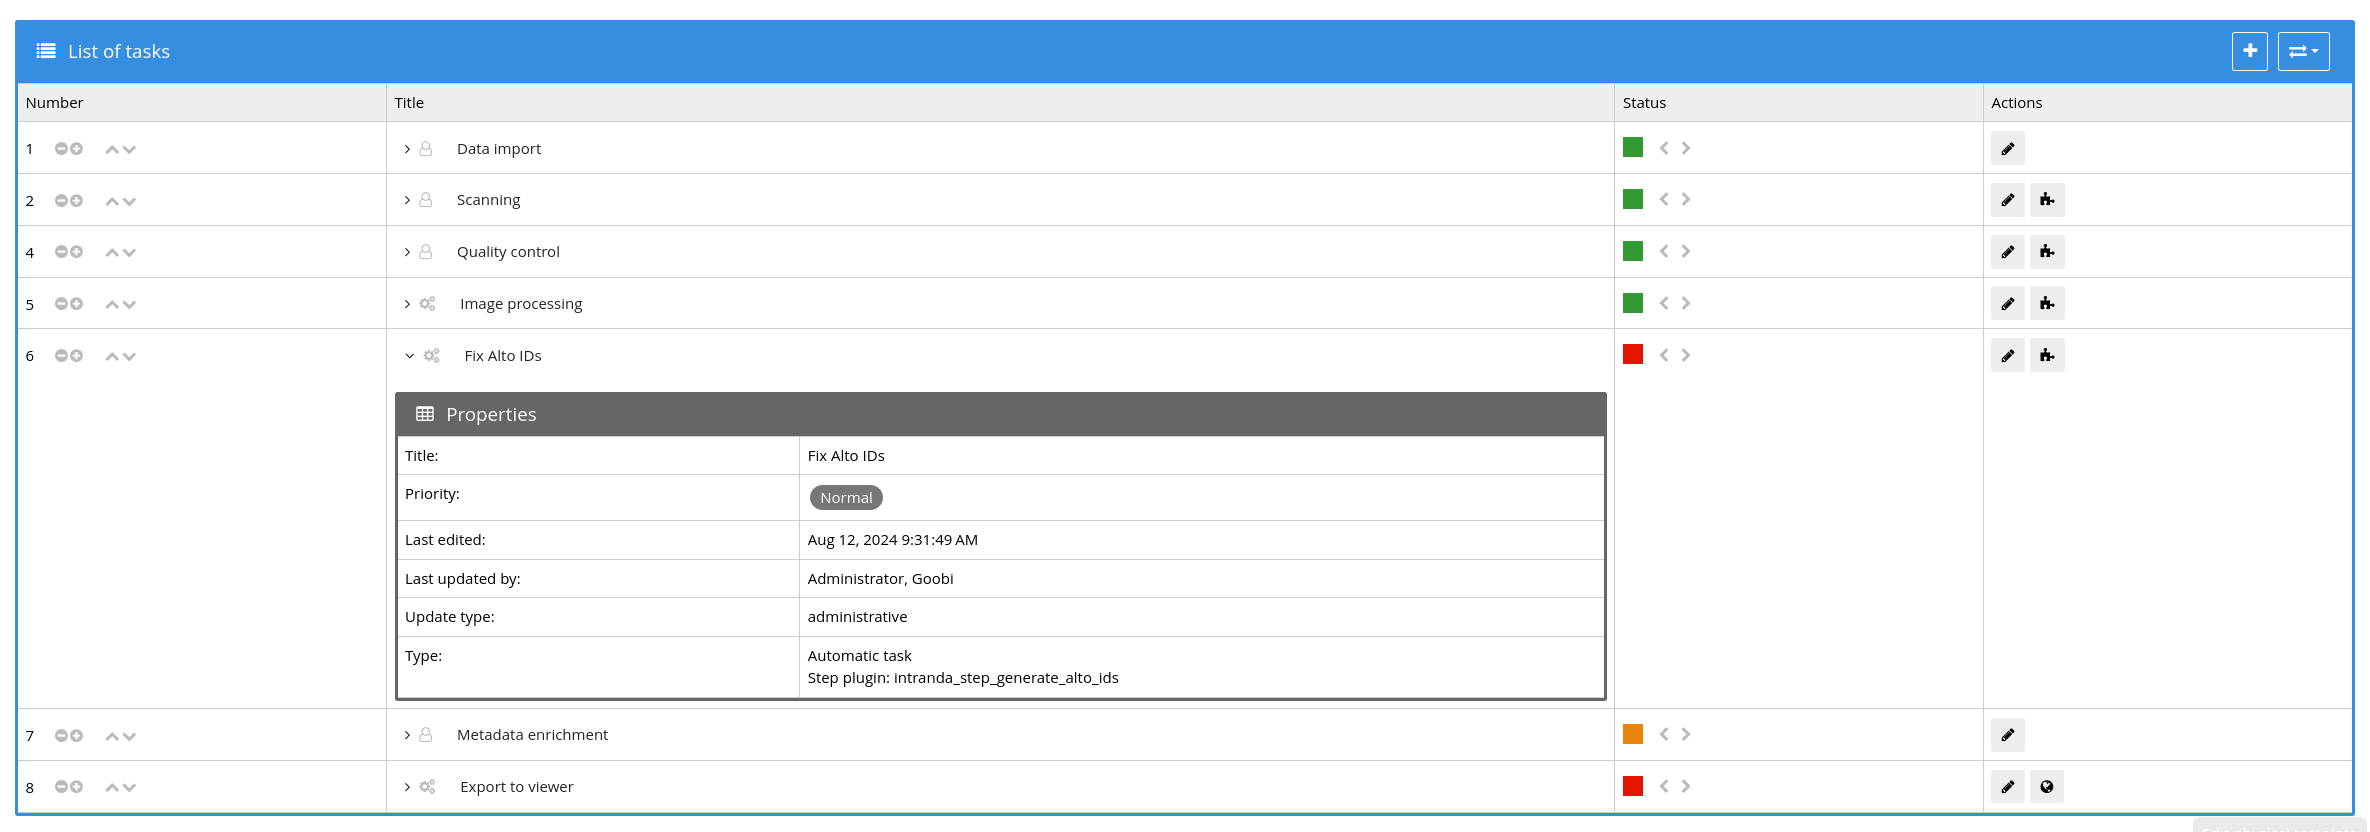 List of tasks
Number Title Status Actions
1 Data import
2 Scanning
4 Quality control
5 Image processing
6 Fix Alto IDs
Properties
Title: Fix Alto IDs
Priority: Normal
Last edited: Aug 12, 2024 9:31:49 AM
Last updated by: Administrator, Goobi
Update type: administrative
Type: Automatic task
Step plugin: intranda_step_generate_alto_ids
7 Metadata enrichment
8 Export to viewer